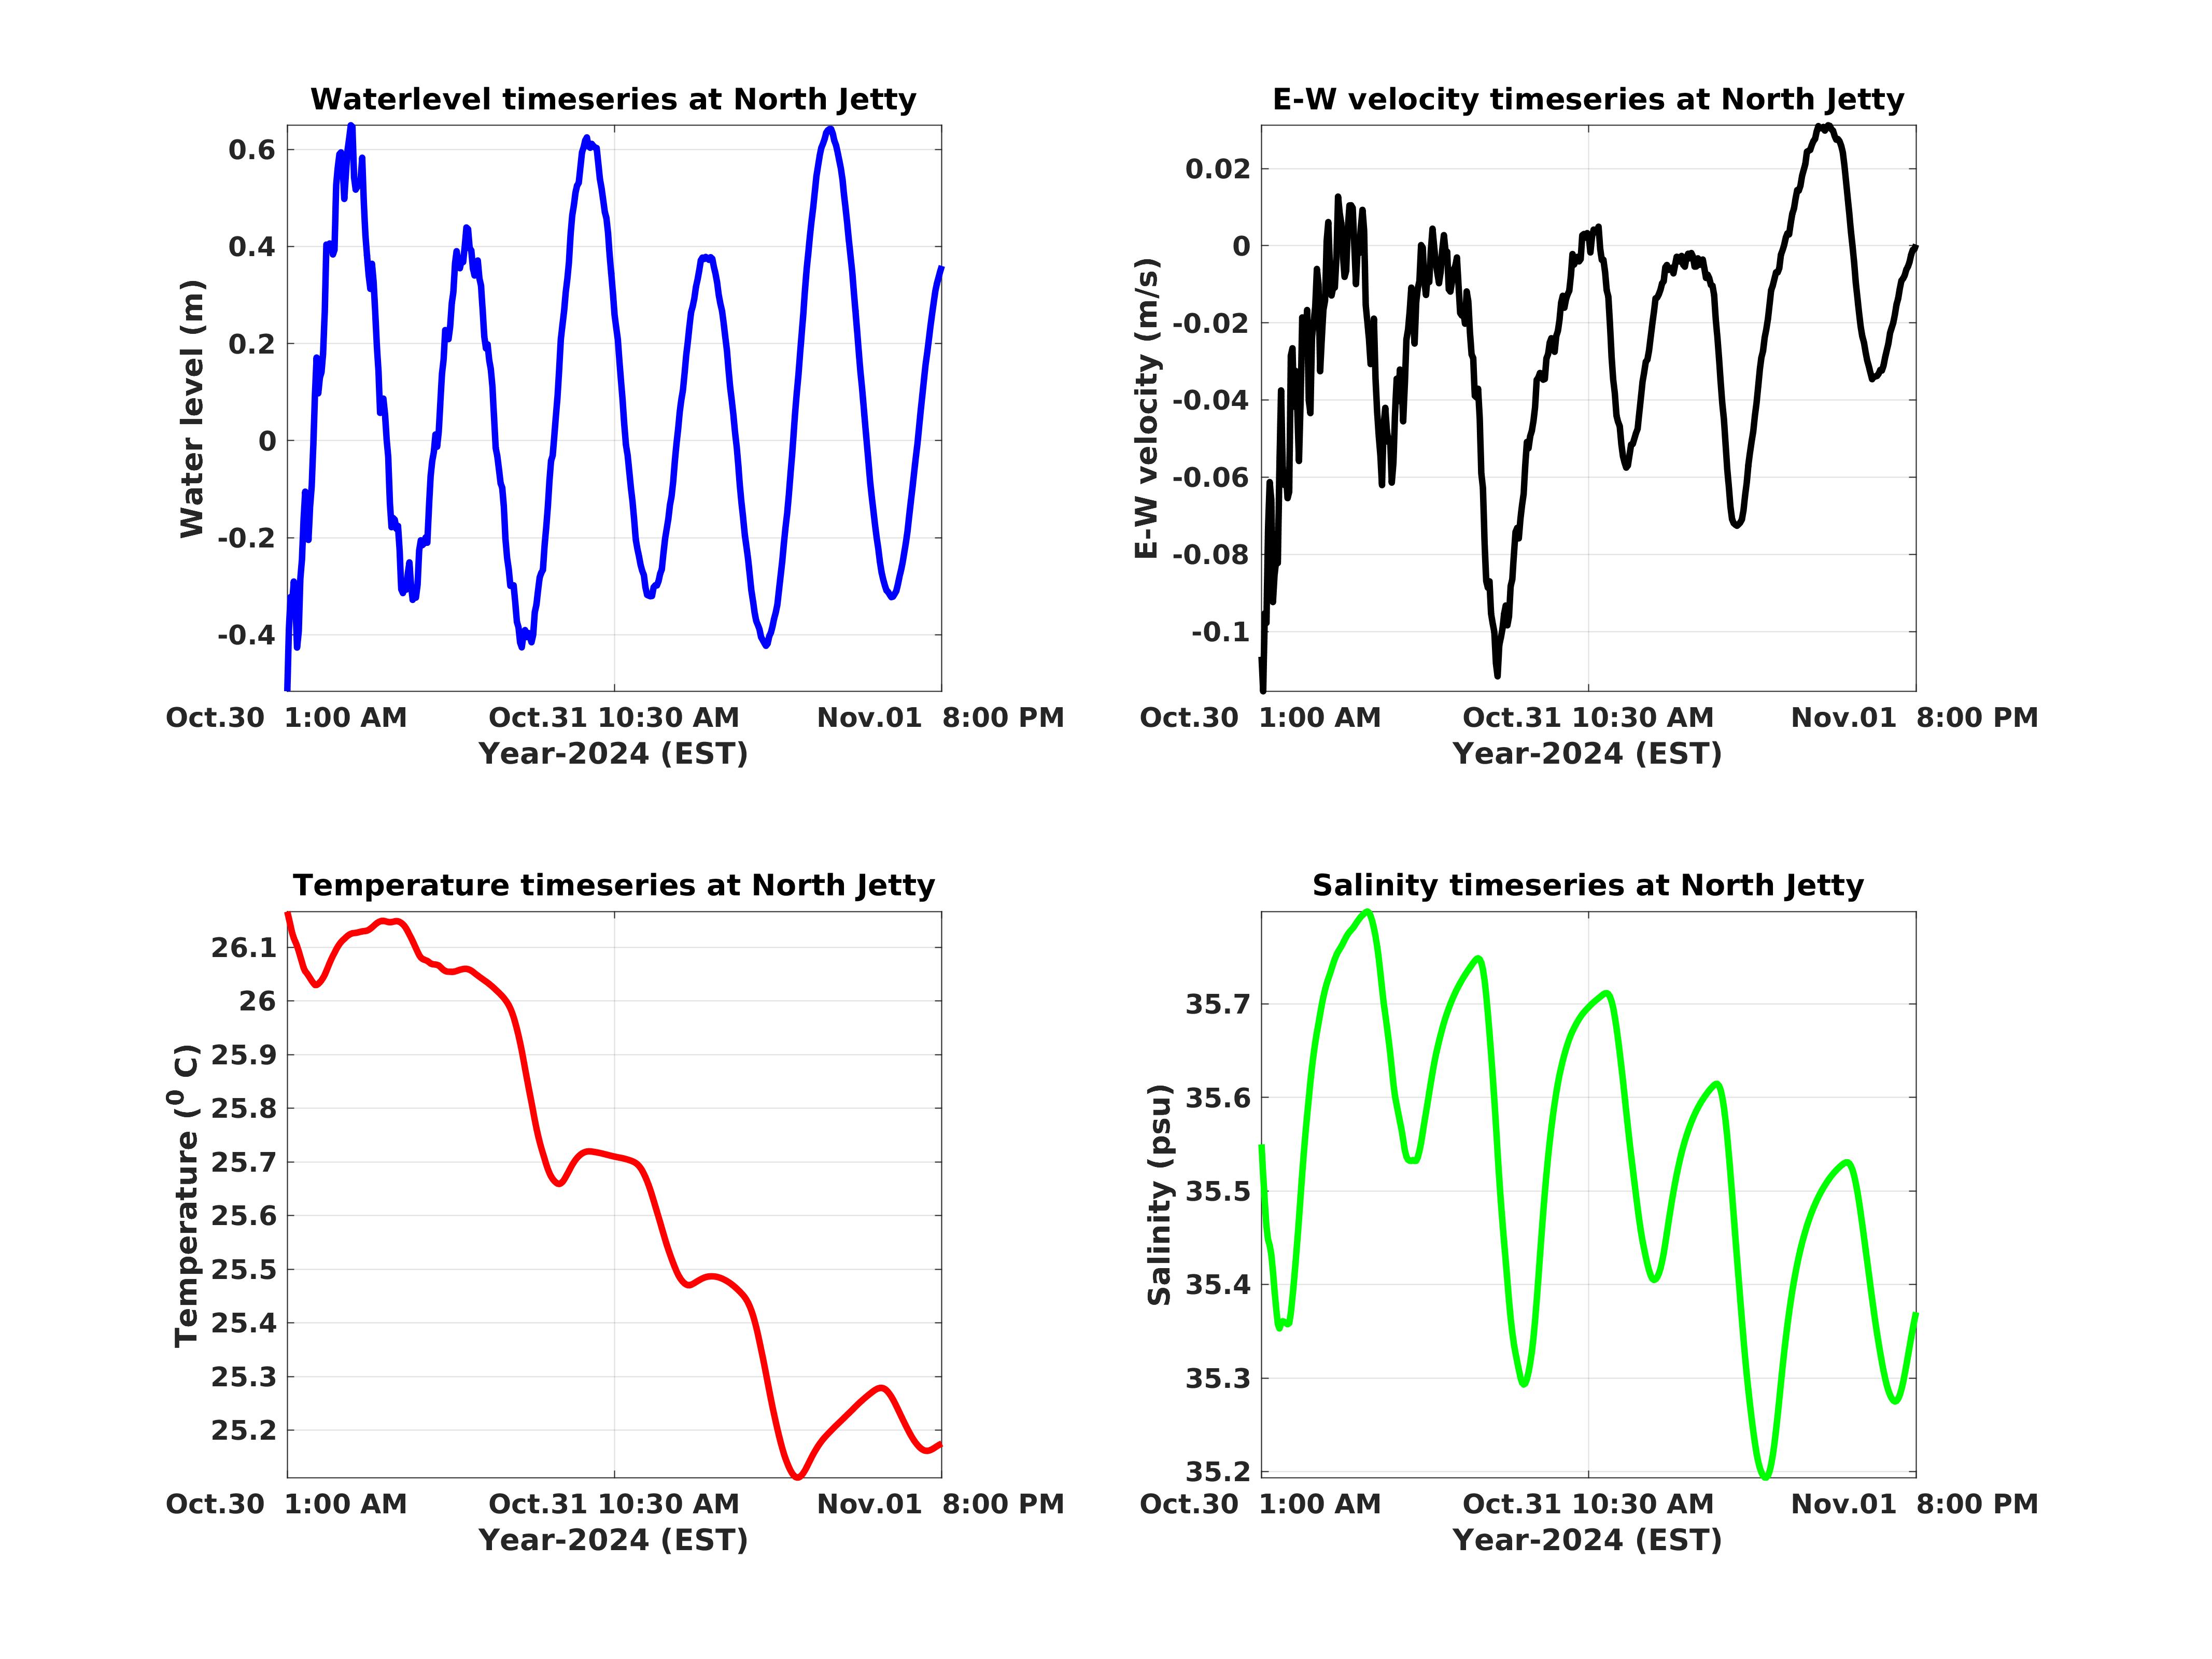 Waterlevel timeseries at North Jetty
0.6
0.4
0.2
0
-0.2
-0.4
Water level (m)
Oct.30 1:00 AM
Oct.31 10:30 AM
Nov.01 8:00 PM
Year-2024 (EST)
E-W velocity timeseries at North Jetty
0.02
0
-0.02
-0.04
-0.06
-0.08
-0.1
E-W velocity (m/s)
Oct.30 1:00 AM
Oct.31 10:30 AM
Nov.01 8:00 PM
Year-2024 (EST)
Temperature timeseries at North Jetty
26.1
26
25.9
25.8
25.7
25.6
25.5
25.4
25.3
25.2
Temperature (⁰ C)
Oct.30 1:00 AM
Oct.31 10:30 AM
Nov.01 8:00 PM
Year-2024 (EST)
Salinity timeseries at North Jetty
35.7
35.6
35.5
35.4
35.3
35.2
Salinity (psu)
Oct.30 1:00 AM
Oct.31 10:30 AM
Nov.01 8:00 PM
Year-2024 (EST)